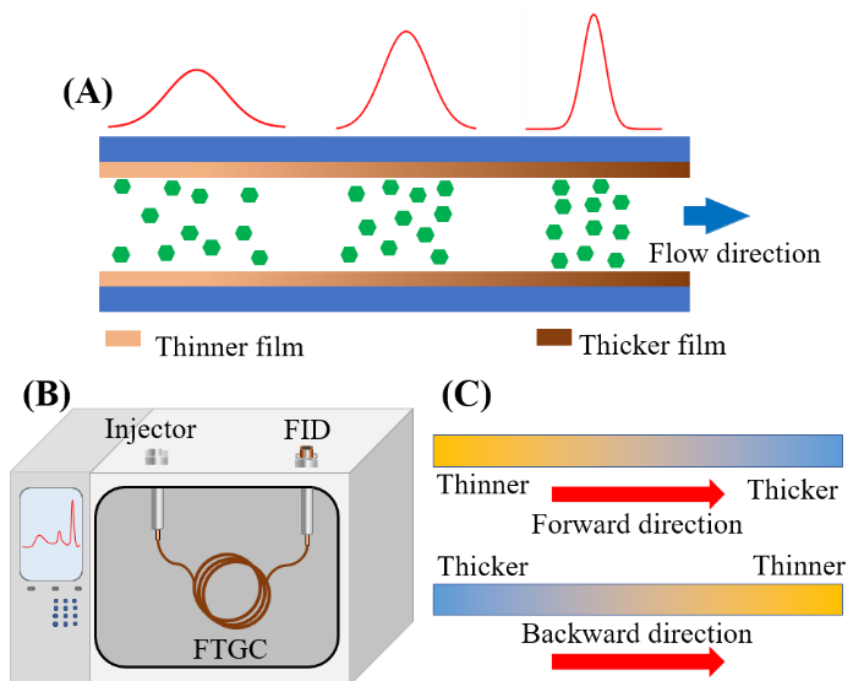 (A)
Flow direction
Thinner film
Thicker film
(B)
Injector
FID
FTGC
(C)
Thinner
Thicker
Forward direction
Thicker
Thinner
Backward direction